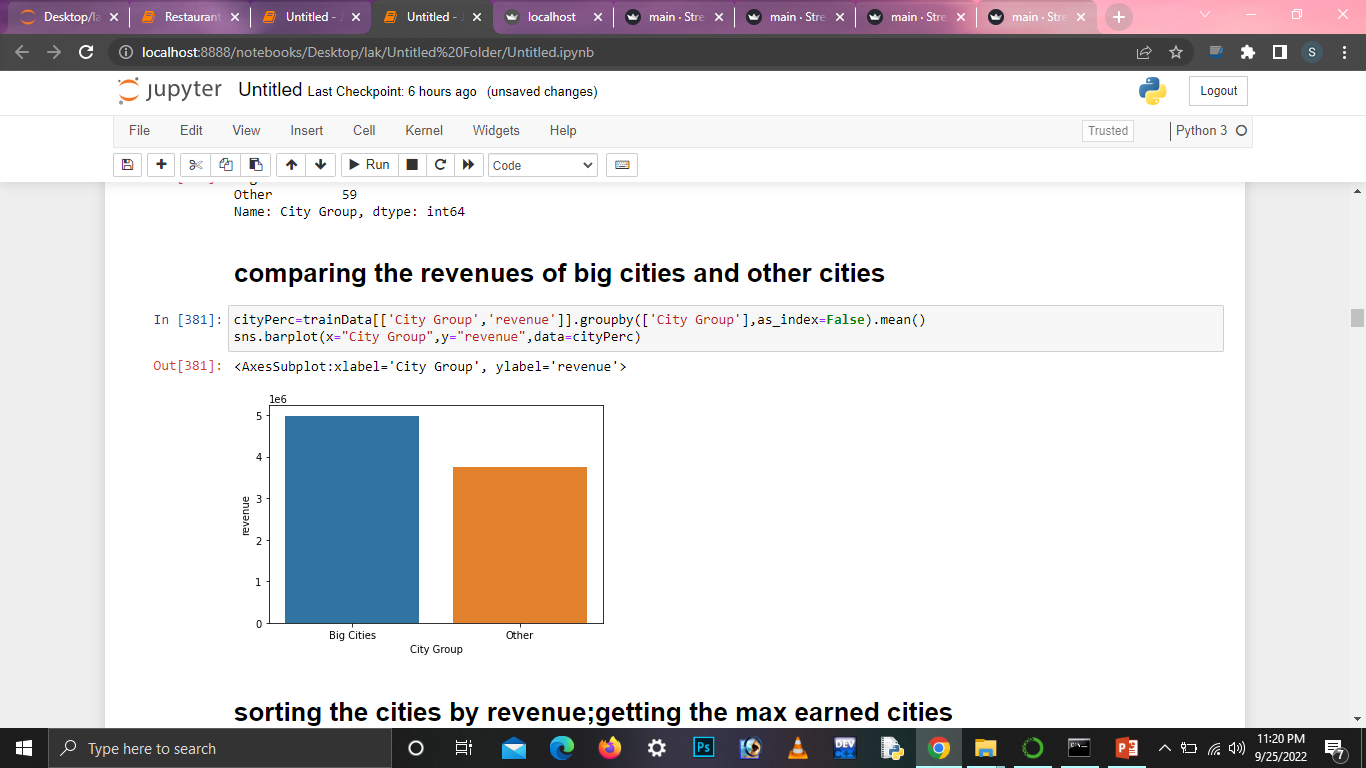 Desktop/la
Restaurant
Untitled - J
Untitled - J
localhost
main · Stre
main · Stre
main · Stre
main · Stre
localhost:8888/notebooks/Desktop/lak/Untitled%20Folder/Untitled.ipynb
S
jupyter Untitled Last Checkpoint: 6 hours ago (unsaved changes)
Logout
File Edit View Insert Cell Kernel Widgets Help
Trusted
Python 3
Run
Code
Other 59
Name: City Group, dtype: int64
comparing the revenues of big cities and other cities
In [381]: cityPerc=trainData[['City Group','revenue']].groupby(['City Group'],as_index=False).mean()
sns.barplot(x="City Group",y="revenue",data=cityPerc)
Out[381]: <AxesSubplot:xlabel='City Group', ylabel='revenue'>
1e6
5
4
3
2
1
0
revenue
Big Cities Other
City Group
sorting the cities by revenue;getting the max earned cities
Type here to search
Ps
DEV
11:20 PM
9/25/2022
7